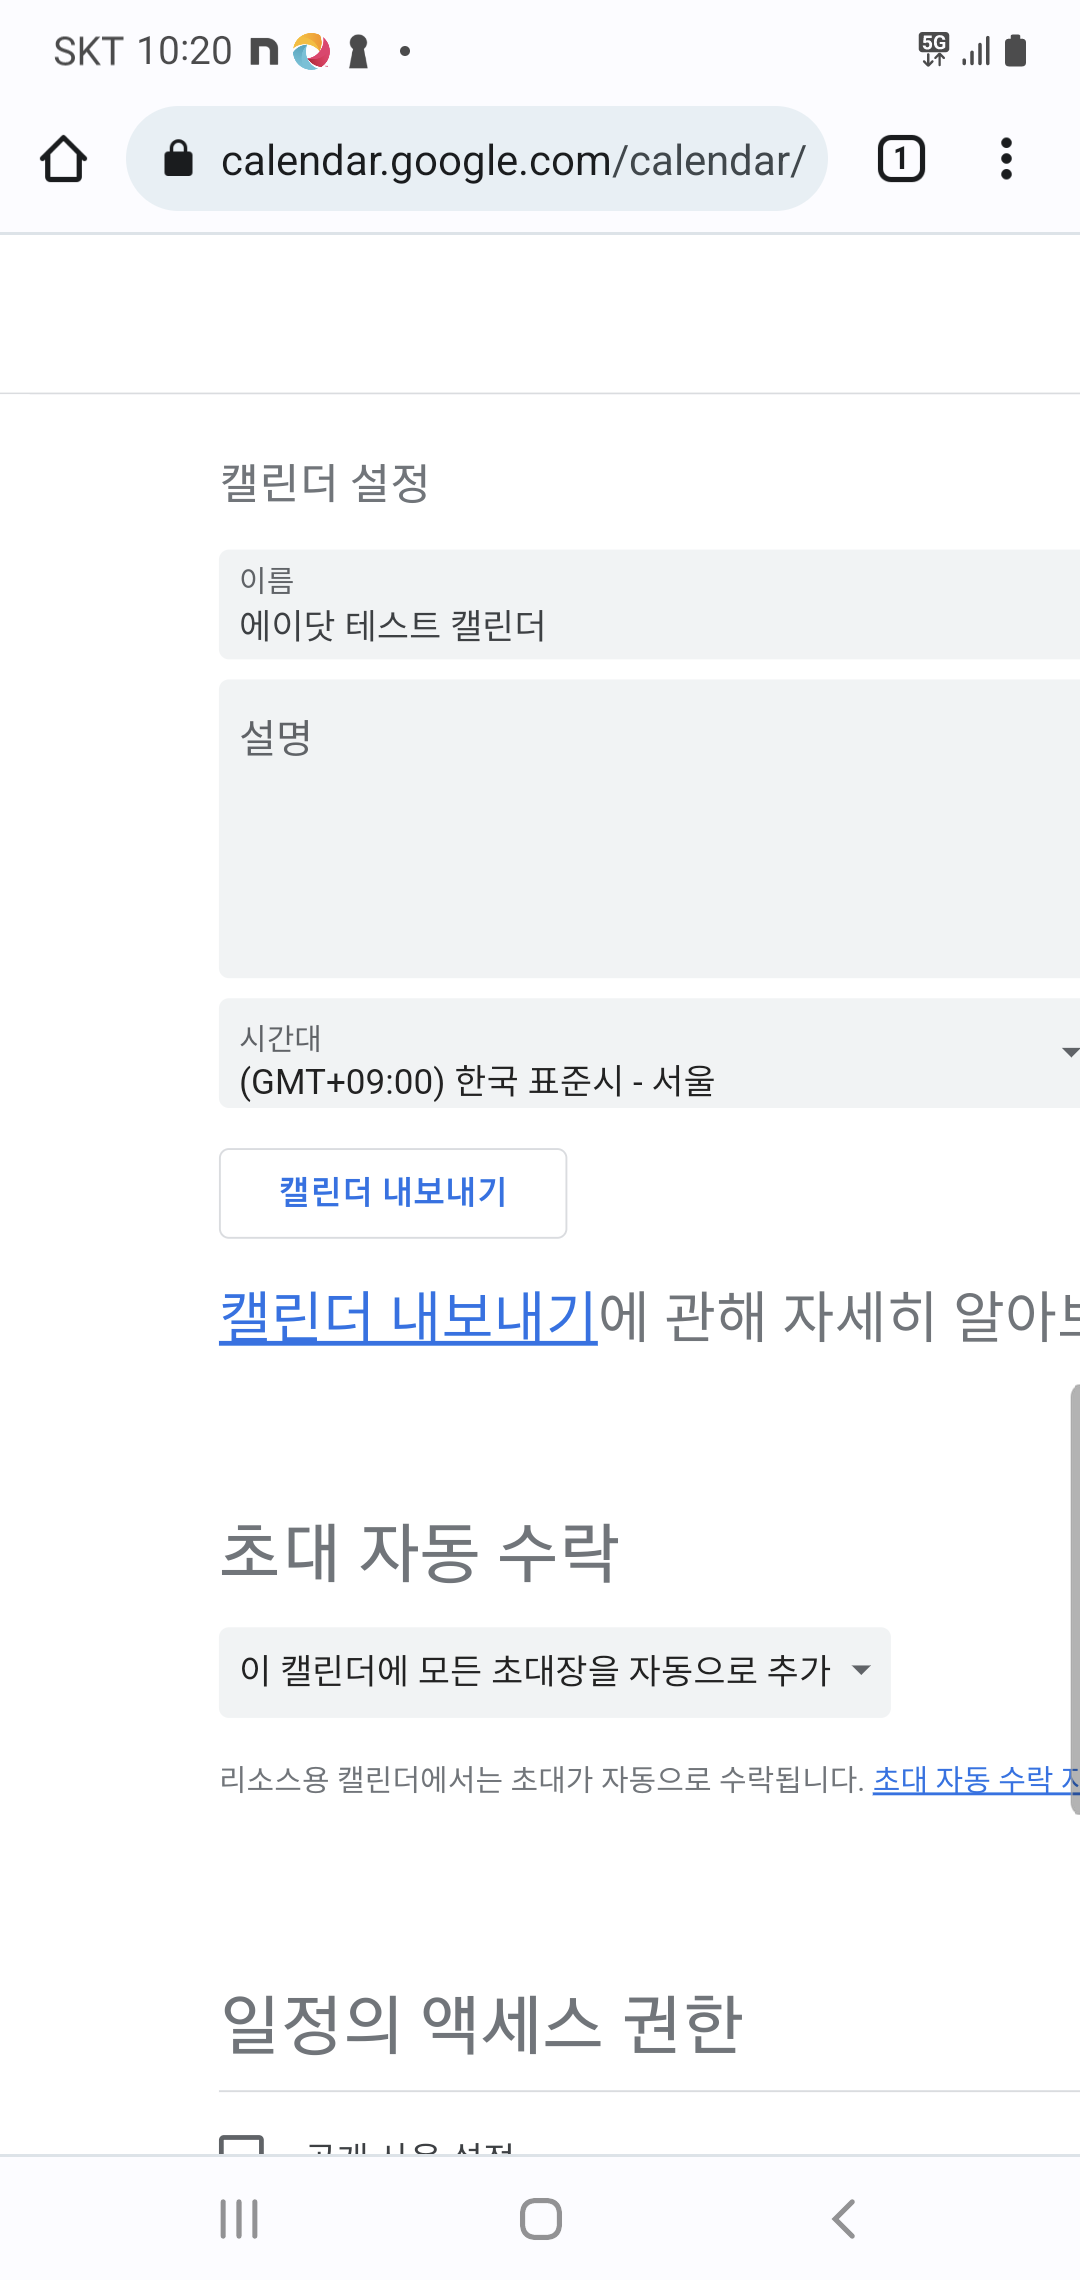 SKT 10:20
5G
calendar.google.com/calendar/
1
캘린더 설정
이름
에이닷 테스트 캘린더
설명
시간대
(GMT+09:00) 한국 표준시 - 서울
캘린더 내보내기
캘린더 내보내기에 관해 자세히
초대 자동 수락
이 캘린더에 모든 초대장을 자동으로 추가
리소스용 캘린더에서는 초대가 자동으로 수락됩니다. 초대 자동 수락
일정의 액세스 권한